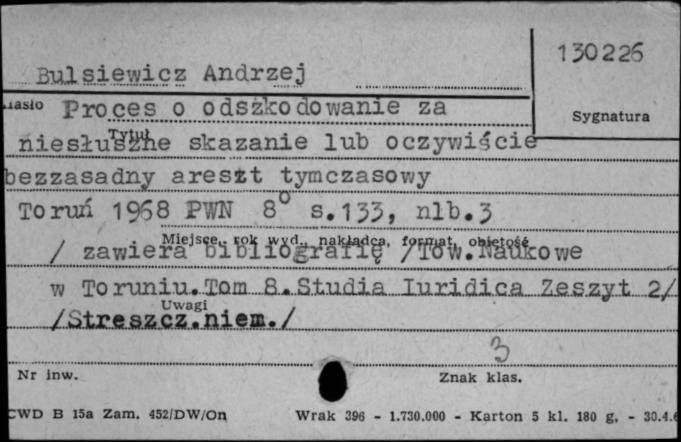 130226
Bulsiewicz Andrzej
Sygnatura
Proces o odszkodowanie za
Tytuł
niesłuszne skazanie lub oczywiście
bezzasadny areszt tymczasowy
Toruń 1968 PWN 8° s.133, nlb.3
Miejsce, rok wyd., nakładca, format, objętość
/ zawiera bibliografię /Tow.Naukowe
w Toruniu.Tom 8.Studia Iuridica Zeszyt 2/
Uwagi
/Streszcz.niem./
3
Nr inw.
Znak klas.
CWD B 15a Zam. 452/DW/On Wrak 396 - 1.730.000 - Karton 5 kl. 180 g. - 30.4.6